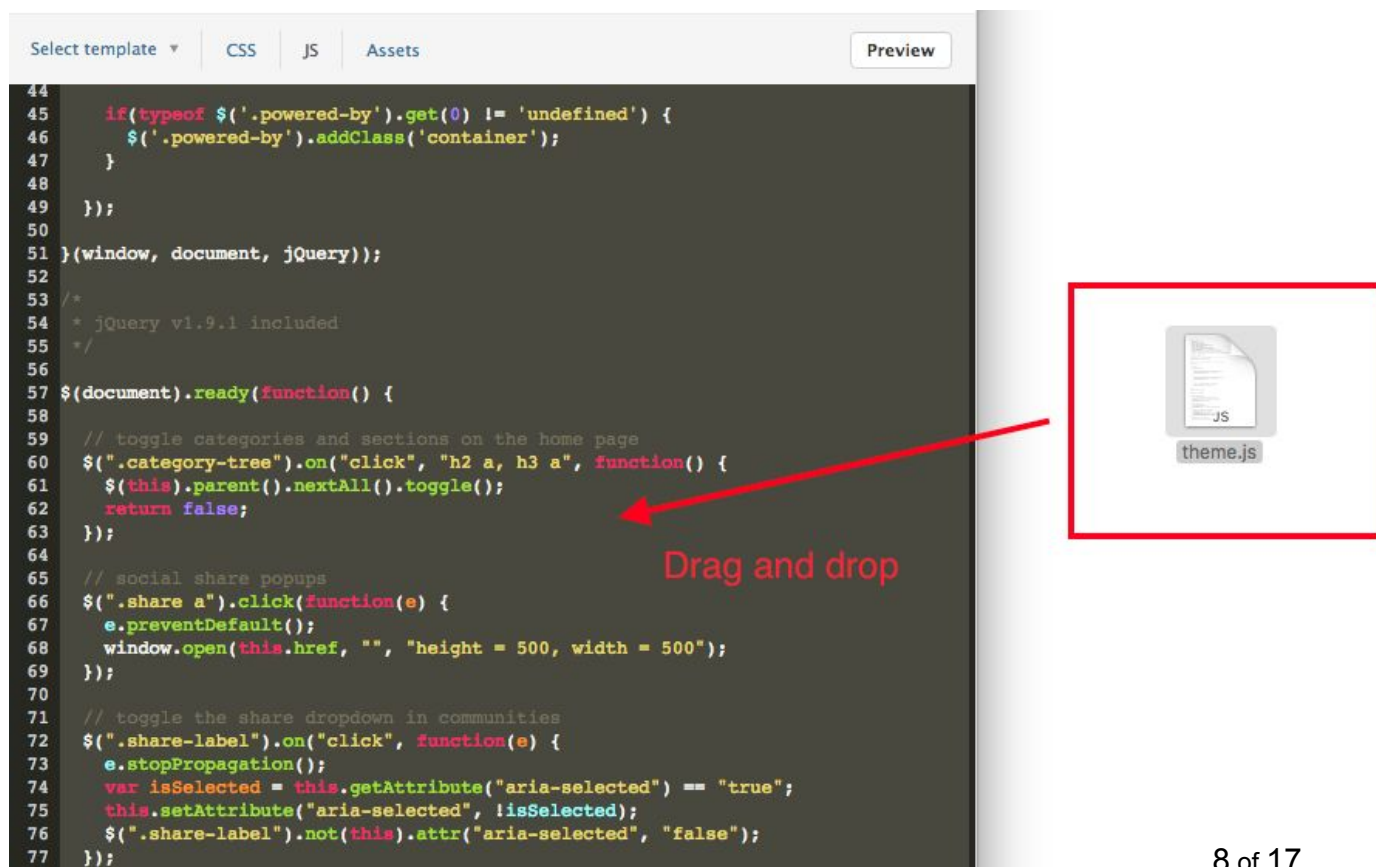 Select template ▼ CSS JS Assets Preview
44
45 if(typeof $('.powered-by').get(0) != 'undefined') {
46 $('.powered-by').addClass('container');
47 }
48
49 });
50
51 }(window, document, jQuery));
52
53 /*
54 * jQuery v1.9.1 included
55 */
56
57 $(document).ready(function() {
58
59 // toggle categories and sections on the home page
60 $(".category-tree").on("click", "h2 a, h3 a", function() {
61 $(this).parent().nextAll().toggle();
62 return false;
63 });
64
65 // social share popups
66 $(".share a").click(function(e) {
67 e.preventDefault();
68 window.open(this.href, "", "height = 500, width = 500");
69 });
70
71 // toggle the share dropdown in communities
72 $(".share-label").on("click", function(e) {
73 e.stopPropagation();
74 var isSelected = this.getAttribute("aria-selected") == "true";
75 this.setAttribute("aria-selected", !isSelected);
76 $(".share-label").not(this).attr("aria-selected", "false");
77 });
Drag and drop
JS
theme.js
8 of 17